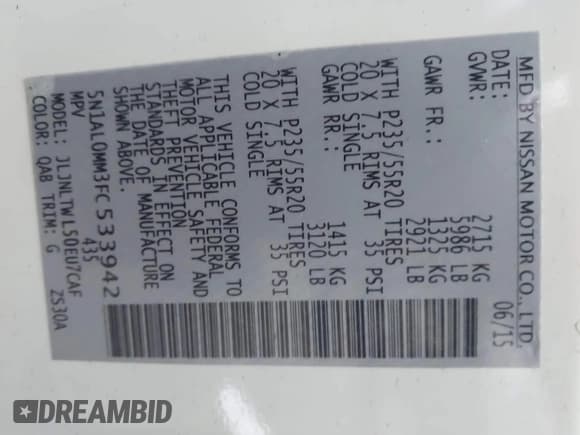 MFD BY NISSAN MOTOR CO., LTD.
DATE: 06/15
GVWR: 2715 KG
5986 LB
GAWR FR.: 1325 KG
2921 LB
WITH P235/55R20 TIRES
20 X 7.5 RIMS AT 35 PSI
COLD SINGLE
GAWR RR.: 1415 KG
3120 LB
WITH P235/55R20 TIRES
20 X 7.5 RIMS AT 35 PSI
COLD SINGLE
THIS VEHICLE CONFORMS TO
ALL APPLICABLE FEDERAL
MOTOR VEHICLE SAFETY AND
THEFT PREVENTION
STANDARDS IN EFFECT ON
THE DATE OF MANUFACTURE
SHOWN ABOVE.
5N1AL0MM3FC533942
MPV 435
MODEL: JLJNLTWL50EU7CAF
COLOR: QAB TRIM: G ZS30A
DREAMBID